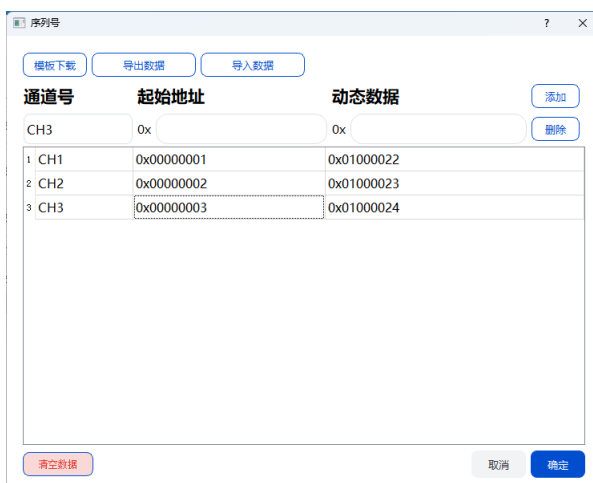 序列号 ? ×
模板下载 导出数据 导入数据
通道号 起始地址 动态数据 添加
CH3 0x 0x 删除
1 CH1 0x00000001 0x01000022
2 CH2 0x00000002 0x01000023
3 CH3 0x00000003 0x01000024
清空数据 取消 确定